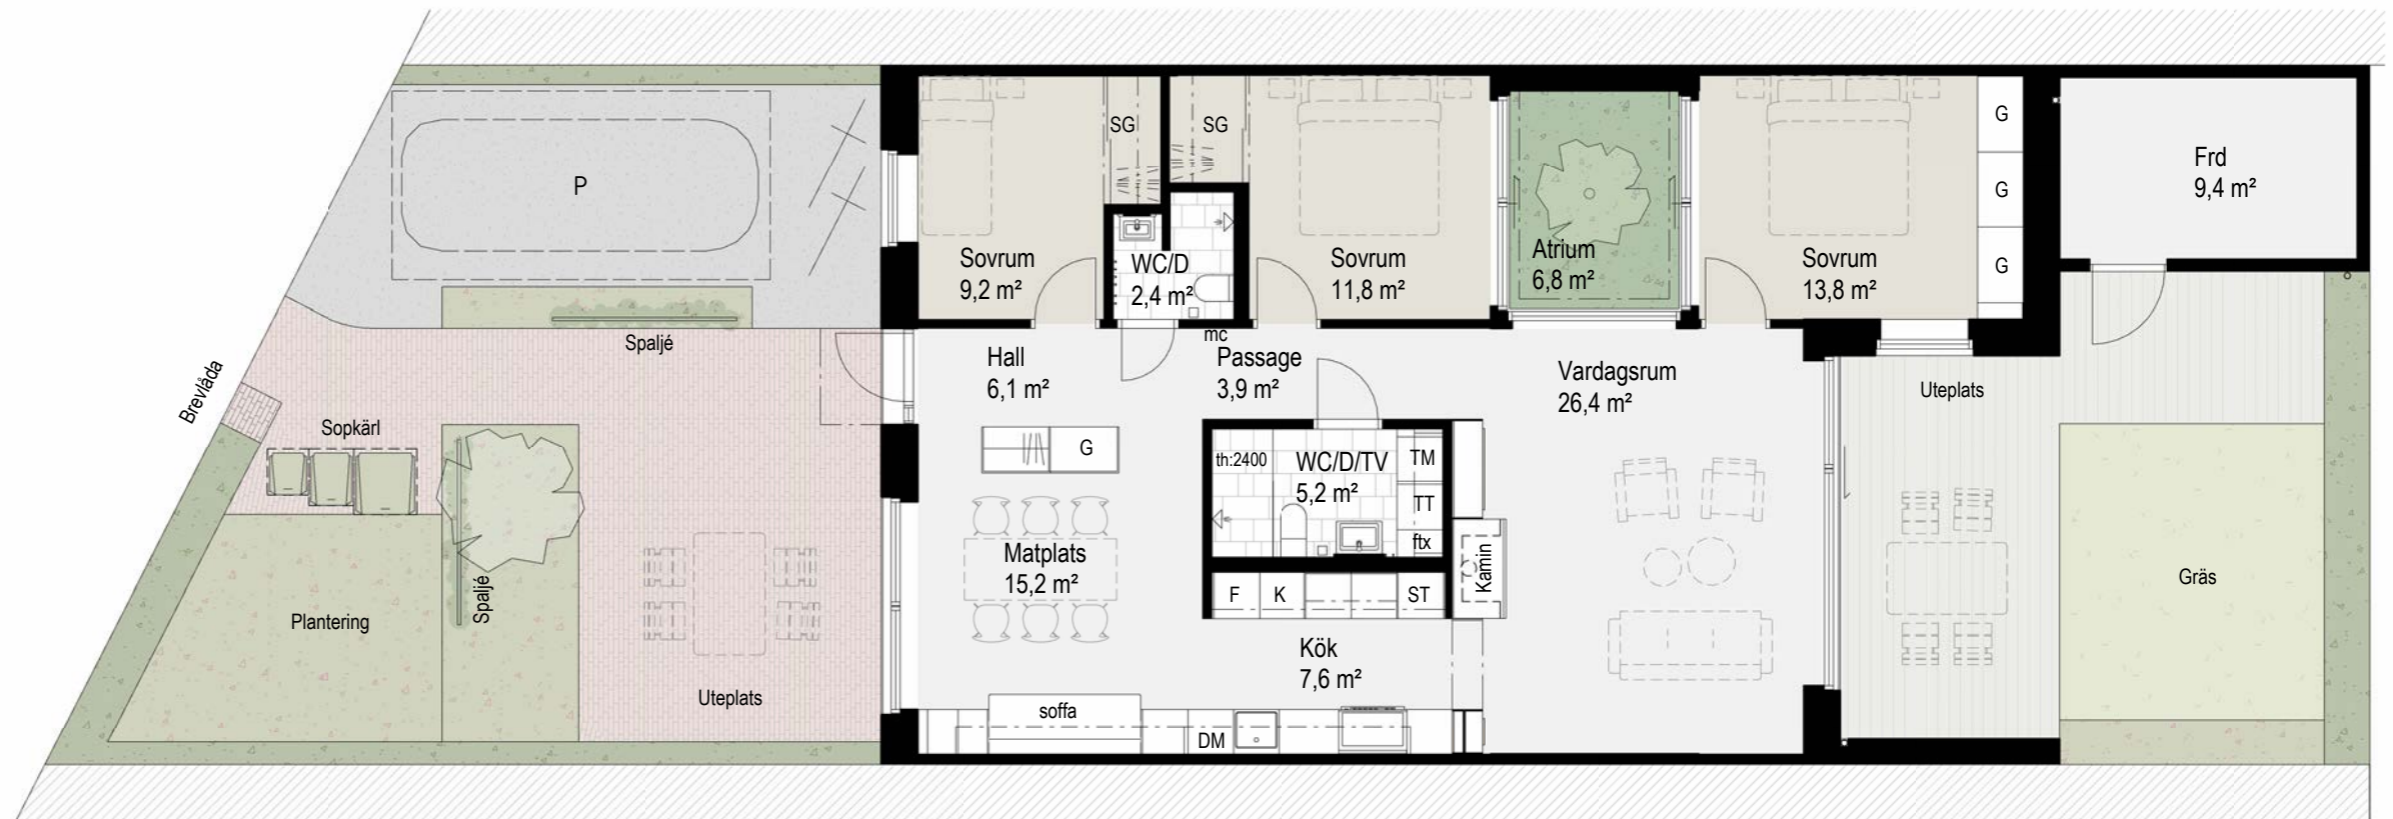 P
Spaljé
Brevlåda
Sopkärl
Plantering
Spaljé
Uteplats
Sovrum
9,2 m²
SG
SG
WC/D
2,4 m²
mc
Sovrum
11,8 m²
Atrium
6,8 m²
Sovrum
13,8 m²
G
G
G
Frd
9,4 m²
Hall
6,1 m²
Passage
3,9 m²
Vardagsrum
26,4 m²
Uteplats
G
th:2400
WC/D/TV
5,2 m²
TM
TT
ftx
Matplats
15,2 m²
F
K
ST
Kamin
Kök
7,6 m²
soffa
DM
Gräs